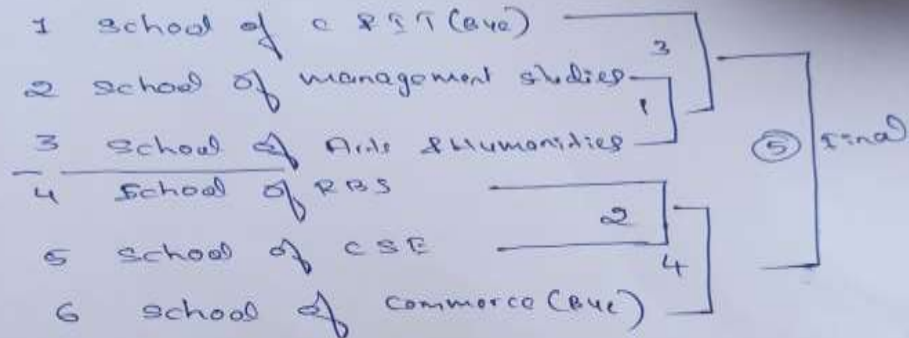 1 School of C & IT (Bye)
3
2 School of management studies
1
3 School of Arts & Humanities
5 Final
4 School of RBS
2
5 School of CSE
4
6 School of Commerce (Bye)